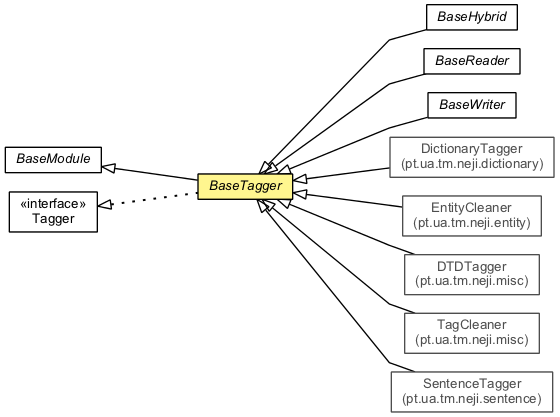 BaseHybrid
BaseReader
BaseWriter
BaseModule
DictionaryTagger
(pt.ua.tm.neji.dictionary)
BaseTagger
«interface»
Tagger
EntityCleaner
(pt.ua.tm.neji.entity)
DTDTagger
(pt.ua.tm.neji.misc)
TagCleaner
(pt.ua.tm.neji.misc)
SentenceTagger
(pt.ua.tm.neji.sentence)